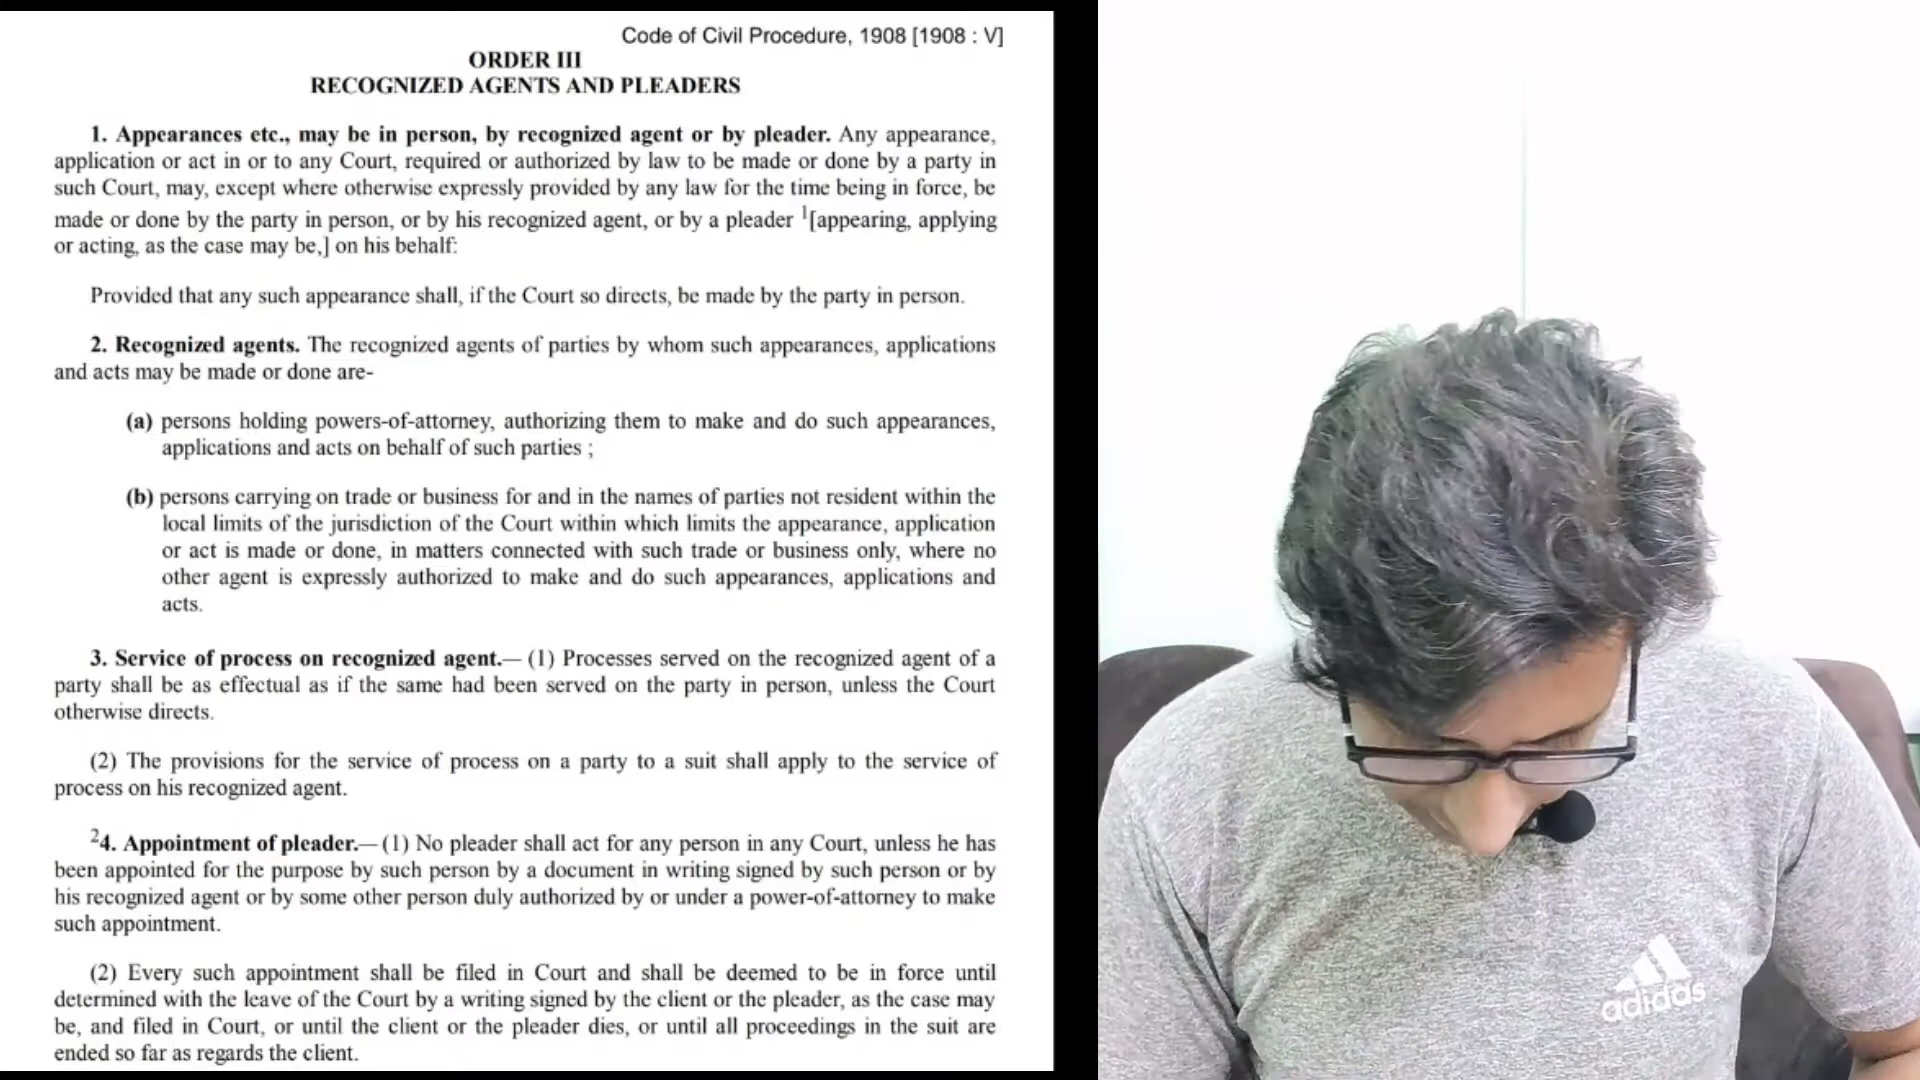 Code of Civil Procedure, 1908 [1908 : V]
ORDER III
RECOGNIZED AGENTS AND PLEADERS
1. Appearances etc., may be in person, by recognized agent or by pleader. Any appearance,
application or act in or to any Court, required or authorized by law to be made or done by a party in
such Court, may, except where otherwise expressly provided by any law for the time being in force, be
made or done by the party in person, or by his recognized agent, or by a pleader 1[appearing, applying
or acting, as the case may be,] on his behalf:
Provided that any such appearance shall, if the Court so directs, be made by the party in person.
2. Recognized agents. The recognized agents of parties by whom such appearances, applications
and acts may be made or done are-
(a) persons holding powers-of-attorney, authorizing them to make and do such appearances,
applications and acts on behalf of such parties ;
(b) persons carrying on trade or business for and in the names of parties not resident within the
local limits of the jurisdiction of the Court within which limits the appearance, application
or act is made or done, in matters connected with such trade or business only, where no
other agent is expressly authorized to make and do such appearances, applications and
acts.
3. Service of process on recognized agent.— (1) Processes served on the recognized agent of a
party shall be as effectual as if the same had been served on the party in person, unless the Court
otherwise directs.
(2) The provisions for the service of process on a party to a suit shall apply to the service of
process on his recognized agent.
24. Appointment of pleader.— (1) No pleader shall act for any person in any Court, unless he has
been appointed for the purpose by such person by a document in writing signed by such person or by
his recognized agent or by some other person duly authorized by or under a power-of-attorney to make
such appointment.
(2) Every such appointment shall be filed in Court and shall be deemed to be in force until
determined with the leave of the Court by a writing signed by the client or the pleader, as the case may
be, and filed in Court, or until the client or the pleader dies, or until all proceedings in the suit are
ended so far as regards the client.
adidas